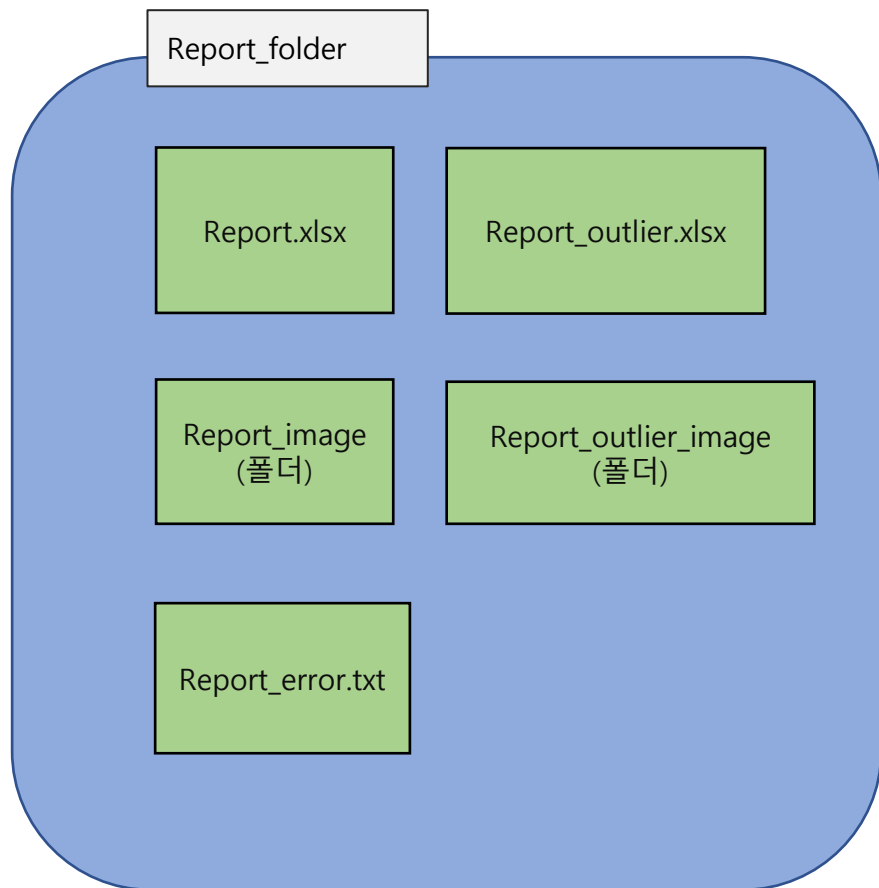 Report_folder
Report.xlsx
Report_outlier.xlsx
Report_image
(폴더)
Report_outlier_image
(폴더)
Report_error.txt